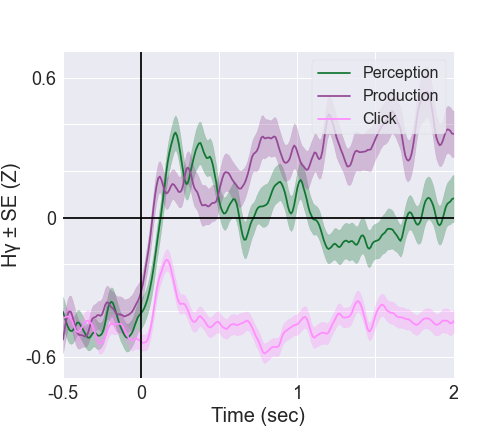 Perception
Production
Click
Hγ ± SE (Z)
0.6
0
-0.6
-0.5 0 1 2
Time (sec)